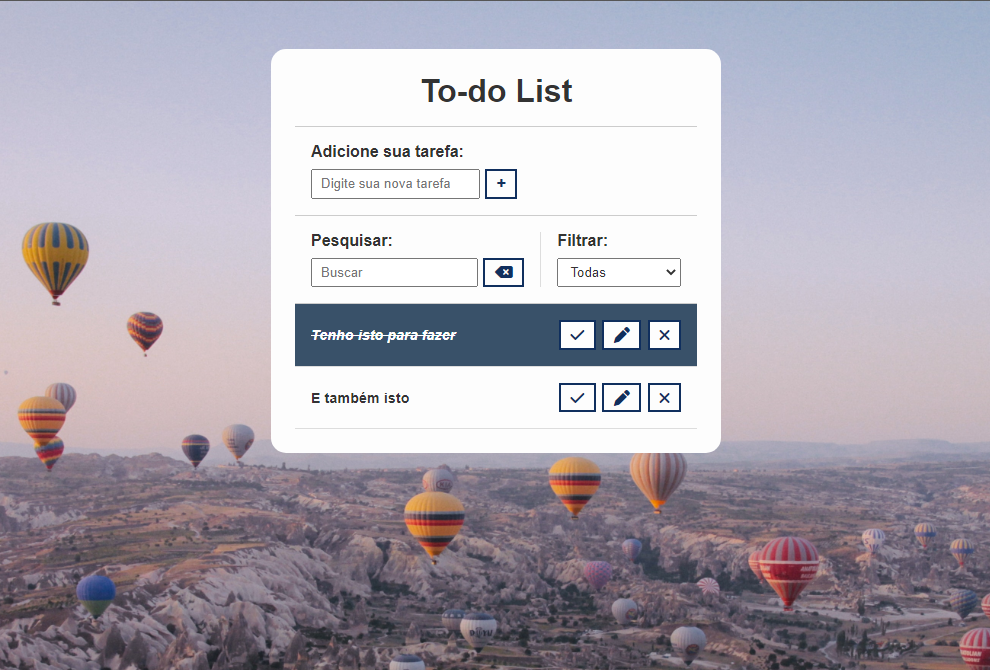 To-do List
Adicione sua tarefa:
Digite sua nova tarefa +
Pesquisar: Filtrar:
Buscar Todas
Tenho isto para fazer
E também isto